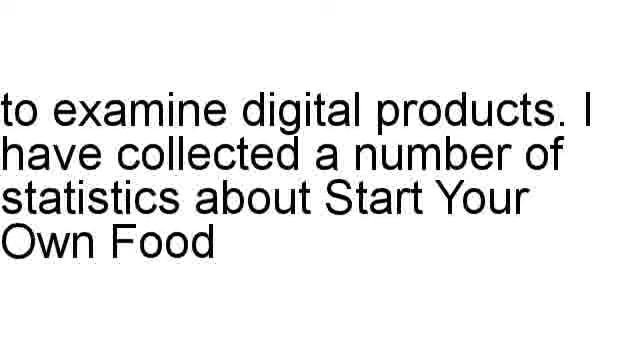 to examine digital products. I
have collected a number of
statistics about Start Your
Own Food